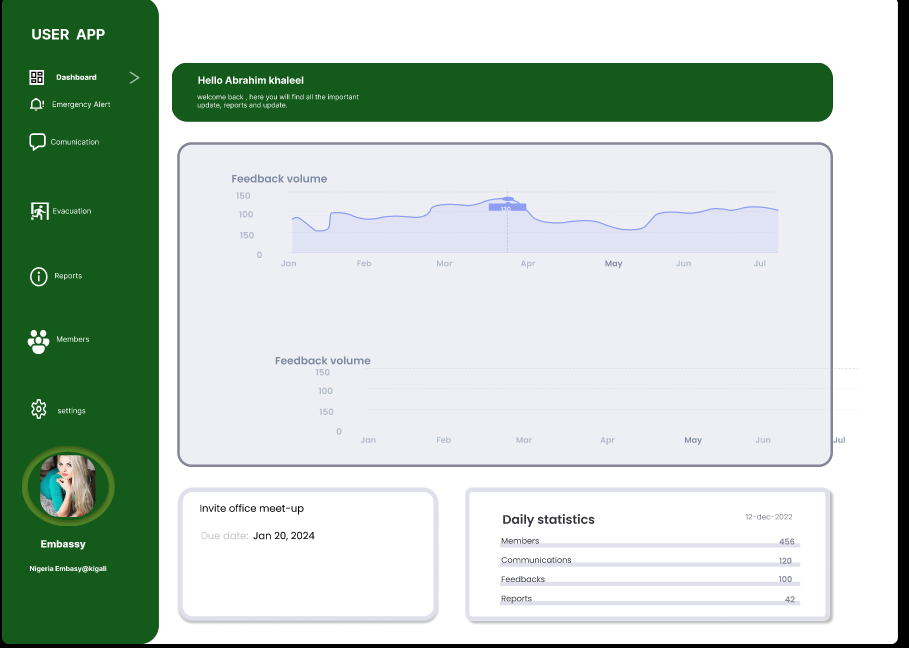 USER APP
Dashboard
Emergency Alert
Comunication
Evacuation
Reports
Members
settings
Embassy
Nigeria Embasy@kigali
Hello Abrahim khaleel
welcome back , here you will find all the important
update, reports and update.
Feedback volume
150
100
150
0
100
Jan Feb Mar Apr May Jun Jul
Feedback volume
150
100
150
0
Jan Feb Mar Apr May Jun Jul
Invite office meet-up
Due date: Jan 20, 2024
Daily statistics
12-dec-2022
Members 456
Communications 120
Feedbacks 100
Reports 42